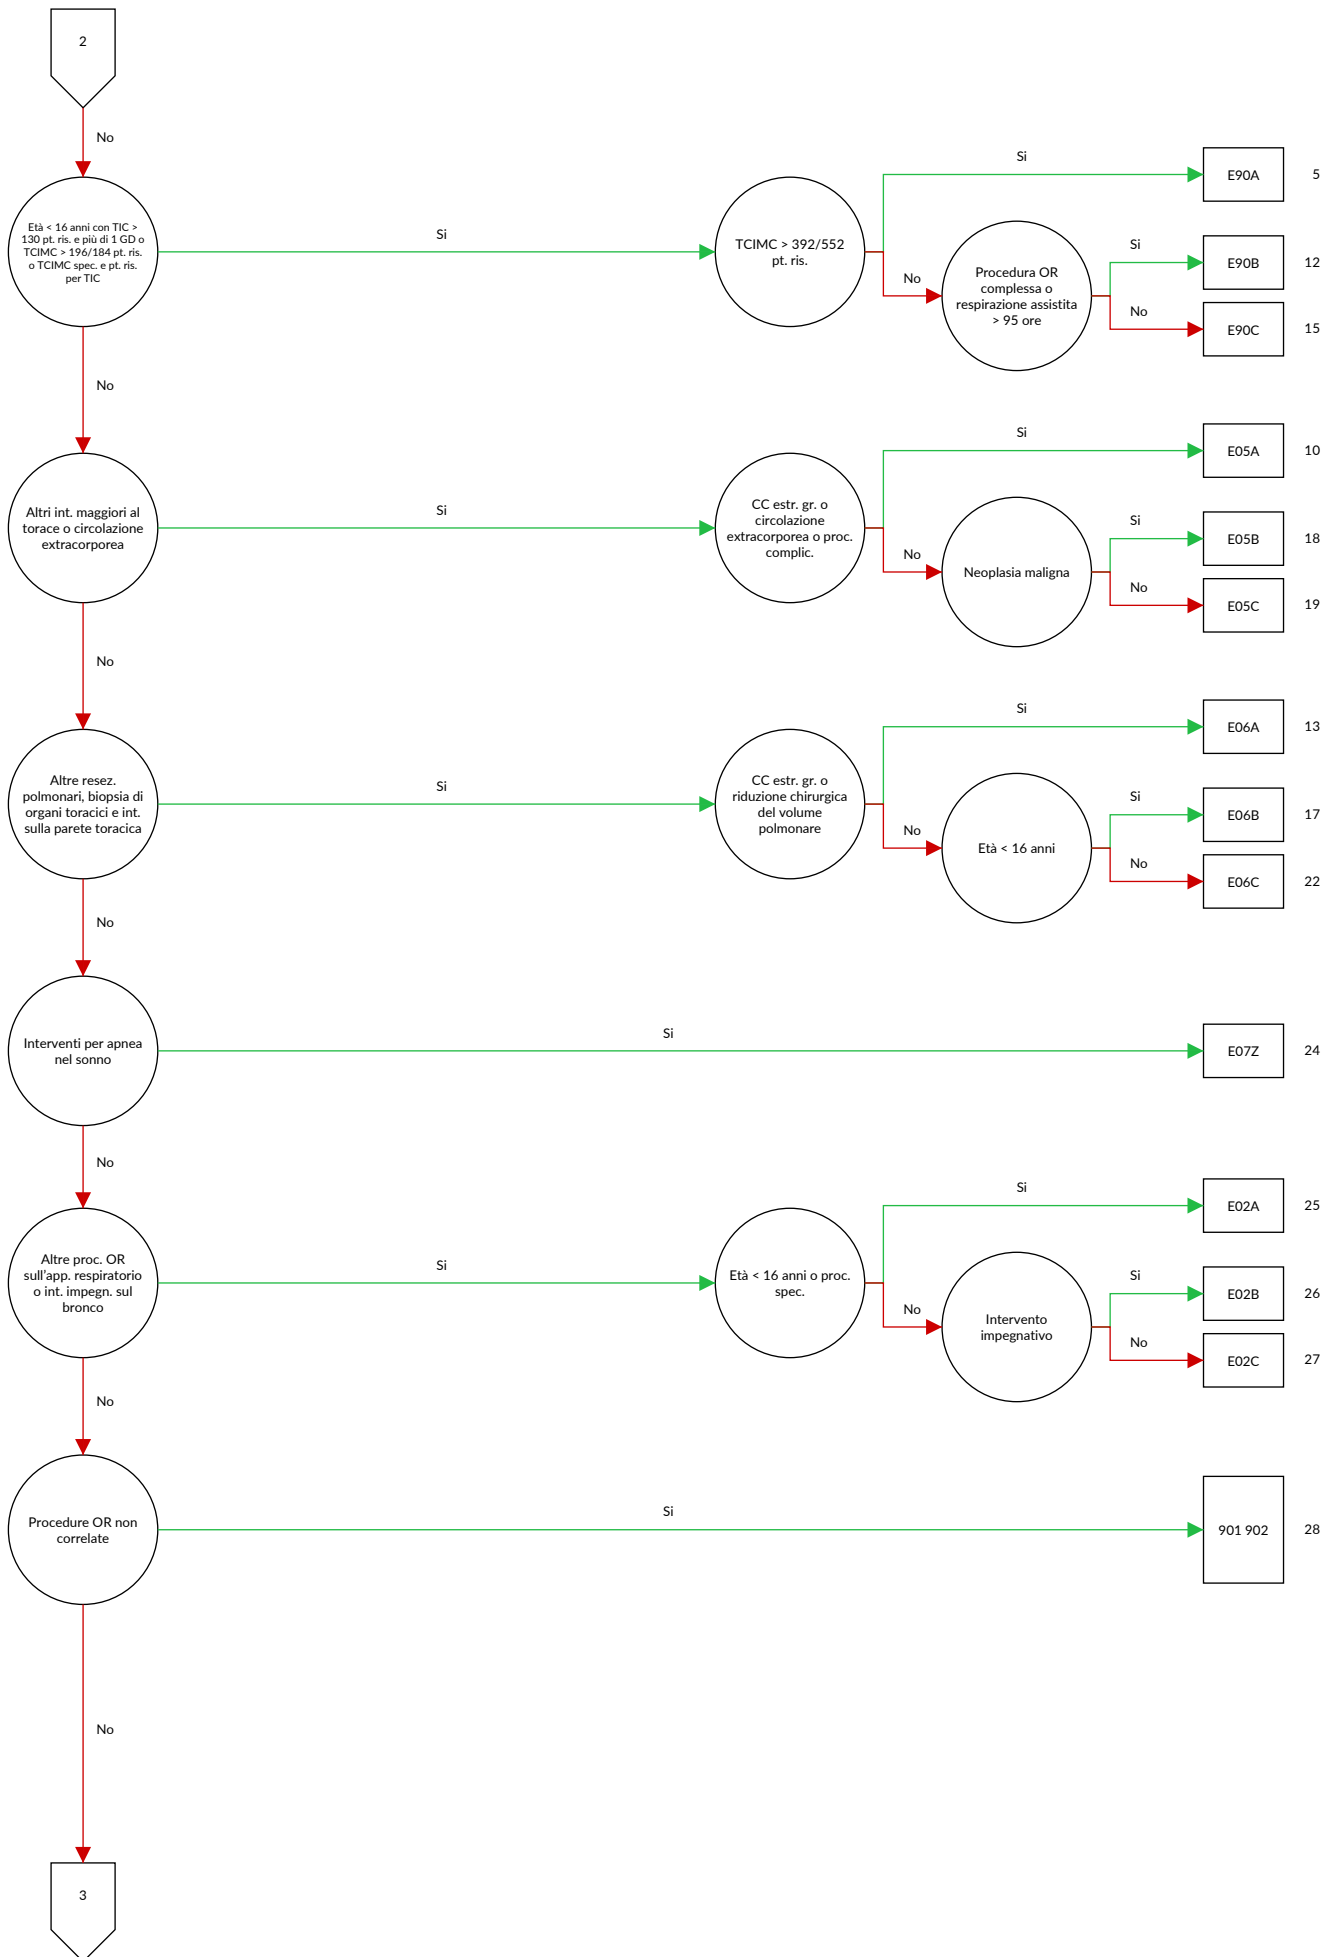 2
No
Età < 16 anni con TIC >
130 pt. ris. e più di 1 GD o
TCIMC > 196/184 pt. ris.
o TCIMC spec. e pt. ris.
per TIC
Si
TCIMC > 392/552
pt. ris.
Si
E90A
5
No
Procedura OR
complessa o
respirazione assistita
> 95 ore
Si
E90B
12
No
E90C
15
No
Altri int. maggiori al
torace o circolazione
extracorporea
Si
CC estr. gr. o
circolazione
extracorporea o proc.
complic.
Si
E05A
10
No
Neoplasia maligna
Si
E05B
18
No
E05C
19
No
Altre resez.
polmonari, biopsia di
organi toracici e int.
sulla parete toracica
Si
CC estr. gr. o
riduzione chirurgica
del volume
polmonare
Si
E06A
13
No
Età < 16 anni
Si
E06B
17
No
E06C
22
No
Interventi per apnea
nel sonno
Si
E07Z
24
No
Altre proc. OR
sull'app. respiratorio
o int. impegn. sul
bronco
Si
Età < 16 anni o proc.
spec.
Si
E02A
25
No
Intervento
impegnativo
Si
E02B
26
No
E02C
27
No
Procedure OR non
correlate
Si
901 902
28
No
3